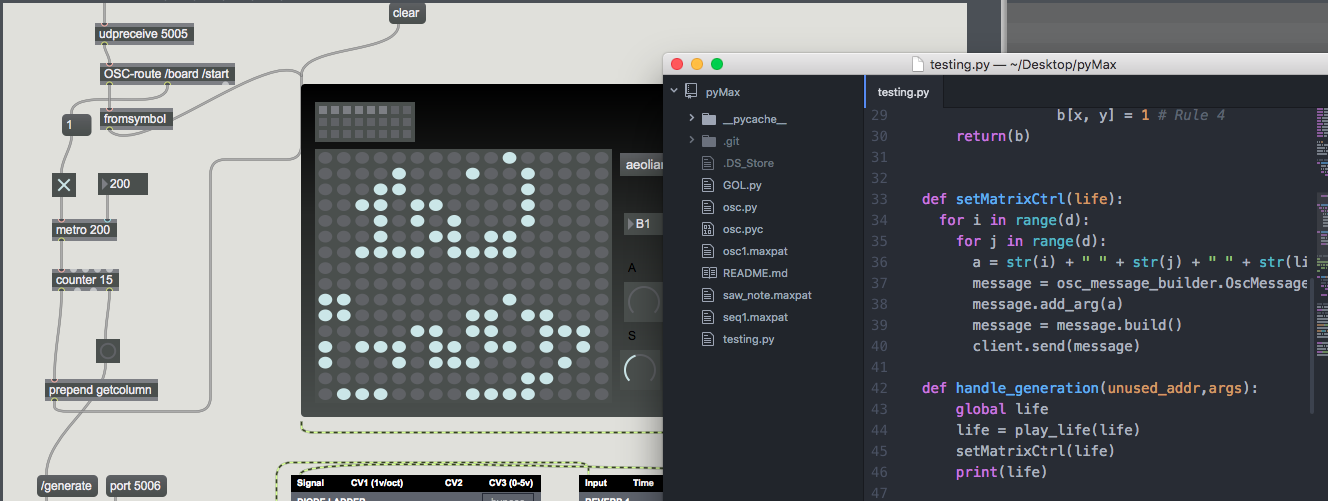 clear
udpreceive 5005
OSC-route /board /start
fromsymbol
1
200
metro 200
counter 15
prepend getcolumn
/generate
port 5006
aeolian
B1
A
S
Signal CV1 (1v/oct) CV2 CV3 (0-5v)
DIODE LADDER
bypass
Input Time
REVERB 1
testing.py — ~/Desktop/pyMax
pyMax
__pycache__
.git
.DS_Store
GOL.py
osc.py
osc.pyc
osc1.maxpat
README.md
saw_note.maxpat
seq1.maxpat
testing.py
testing.py
29 b[x, y] = 1 # Rule 4
30 return(b)
31
32
33 def setMatrixCtrl(life):
34 for i in range(d):
35 for j in range(d):
36 a = str(i) + " " + str(j) + " " + str(li
37 message = osc_message_builder.OscMessage
38 message.add_arg(a)
39 message = message.build()
40 client.send(message)
41
42 def handle_generation(unused_addr,args):
43 global life
44 life = play_life(life)
45 setMatrixCtrl(life)
46 print(life)
47